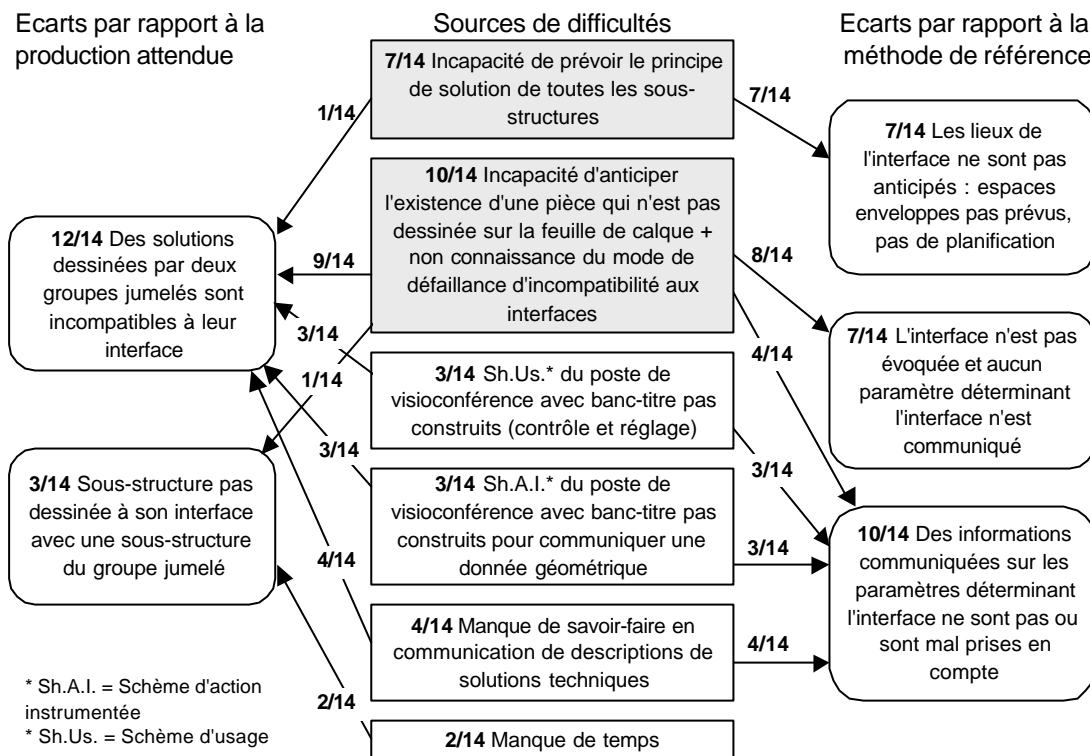 Ecarts par rapport à la
production attendue
Sources de difficultés
Ecarts par rapport à la
méthode de référence
7/14 Incapacité de prévoir le principe
de solution de toutes les sous-
structures
1/14
7/14
7/14 Les lieux de
l'interface ne sont pas
anticipés : espaces
enveloppes pas prévus,
pas de planification
10/14 Incapacité d'anticiper
l'existence d'une pièce qui n'est pas
dessinée sur la feuille de calque +
non connaissance du mode de
défaillance d'incompatibilité aux
interfaces
12/14 Des solutions
dessinées par deux
groupes jumelés sont
incompatibles à leur
interface
9/14
8/14
3/14
4/14
1/14
7/14 L'interface n'est pas
évoquée et aucun
paramètre déterminant
l'interface n'est
communiqué
3/14 Sh.Us.* du poste de
visioconférence avec banc-titre pas
construits (contrôle et réglage)
3/14
3/14
3/14 Sous-structure pas
dessinée à son interface
avec une sous-structure
du groupe jumelé
3/14 Sh.A.I.* du poste de
visioconférence avec banc-titre pas
construits pour communiquer une
donnée géométrique
3/14
10/14 Des informations
communiquées sur les
paramètres déterminant
l'interface ne sont pas ou
sont mal prises en
compte
4/14
4/14 Manque de savoir-faire en
communication de descriptions de
solutions techniques
4/14
* Sh.A.I. = Schème d'action
instrumentée
* Sh.Us. = Schème d'usage
2/14
2/14 Manque de temps